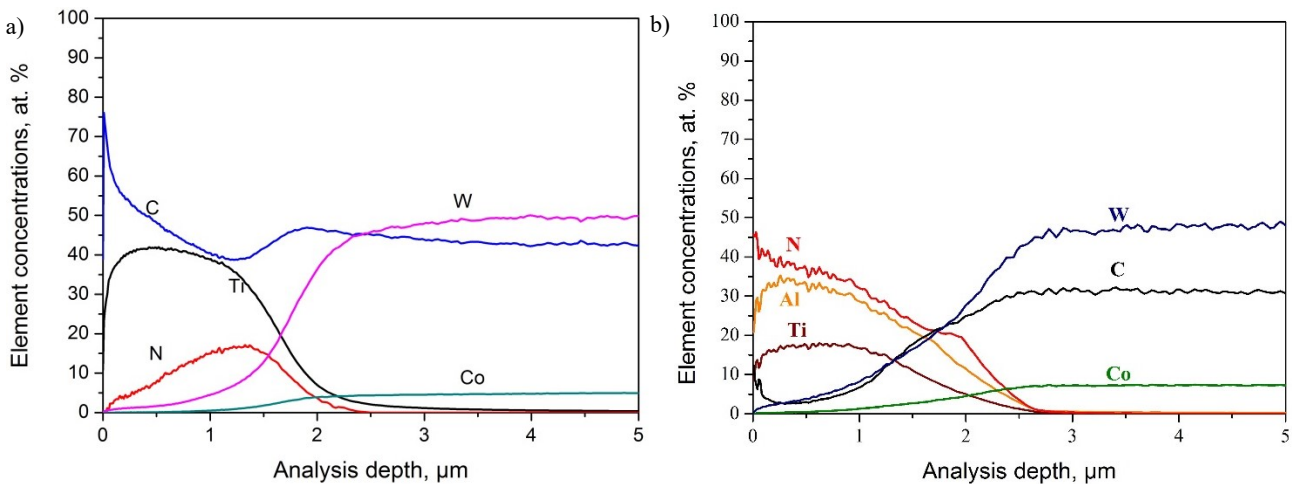 a)
100
90
80
70
60
50
40
30
20
10
0
Element concentrations, at. %
C
Ti
N
W
Co
0 1 2 3 4 5
Analysis depth, µm
b)
100
90
80
70
60
50
40
30
20
10
0
Element concentrations, at. %
N
Al
Ti
W
C
Co
0 1 2 3 4 5
Analysis depth, µm